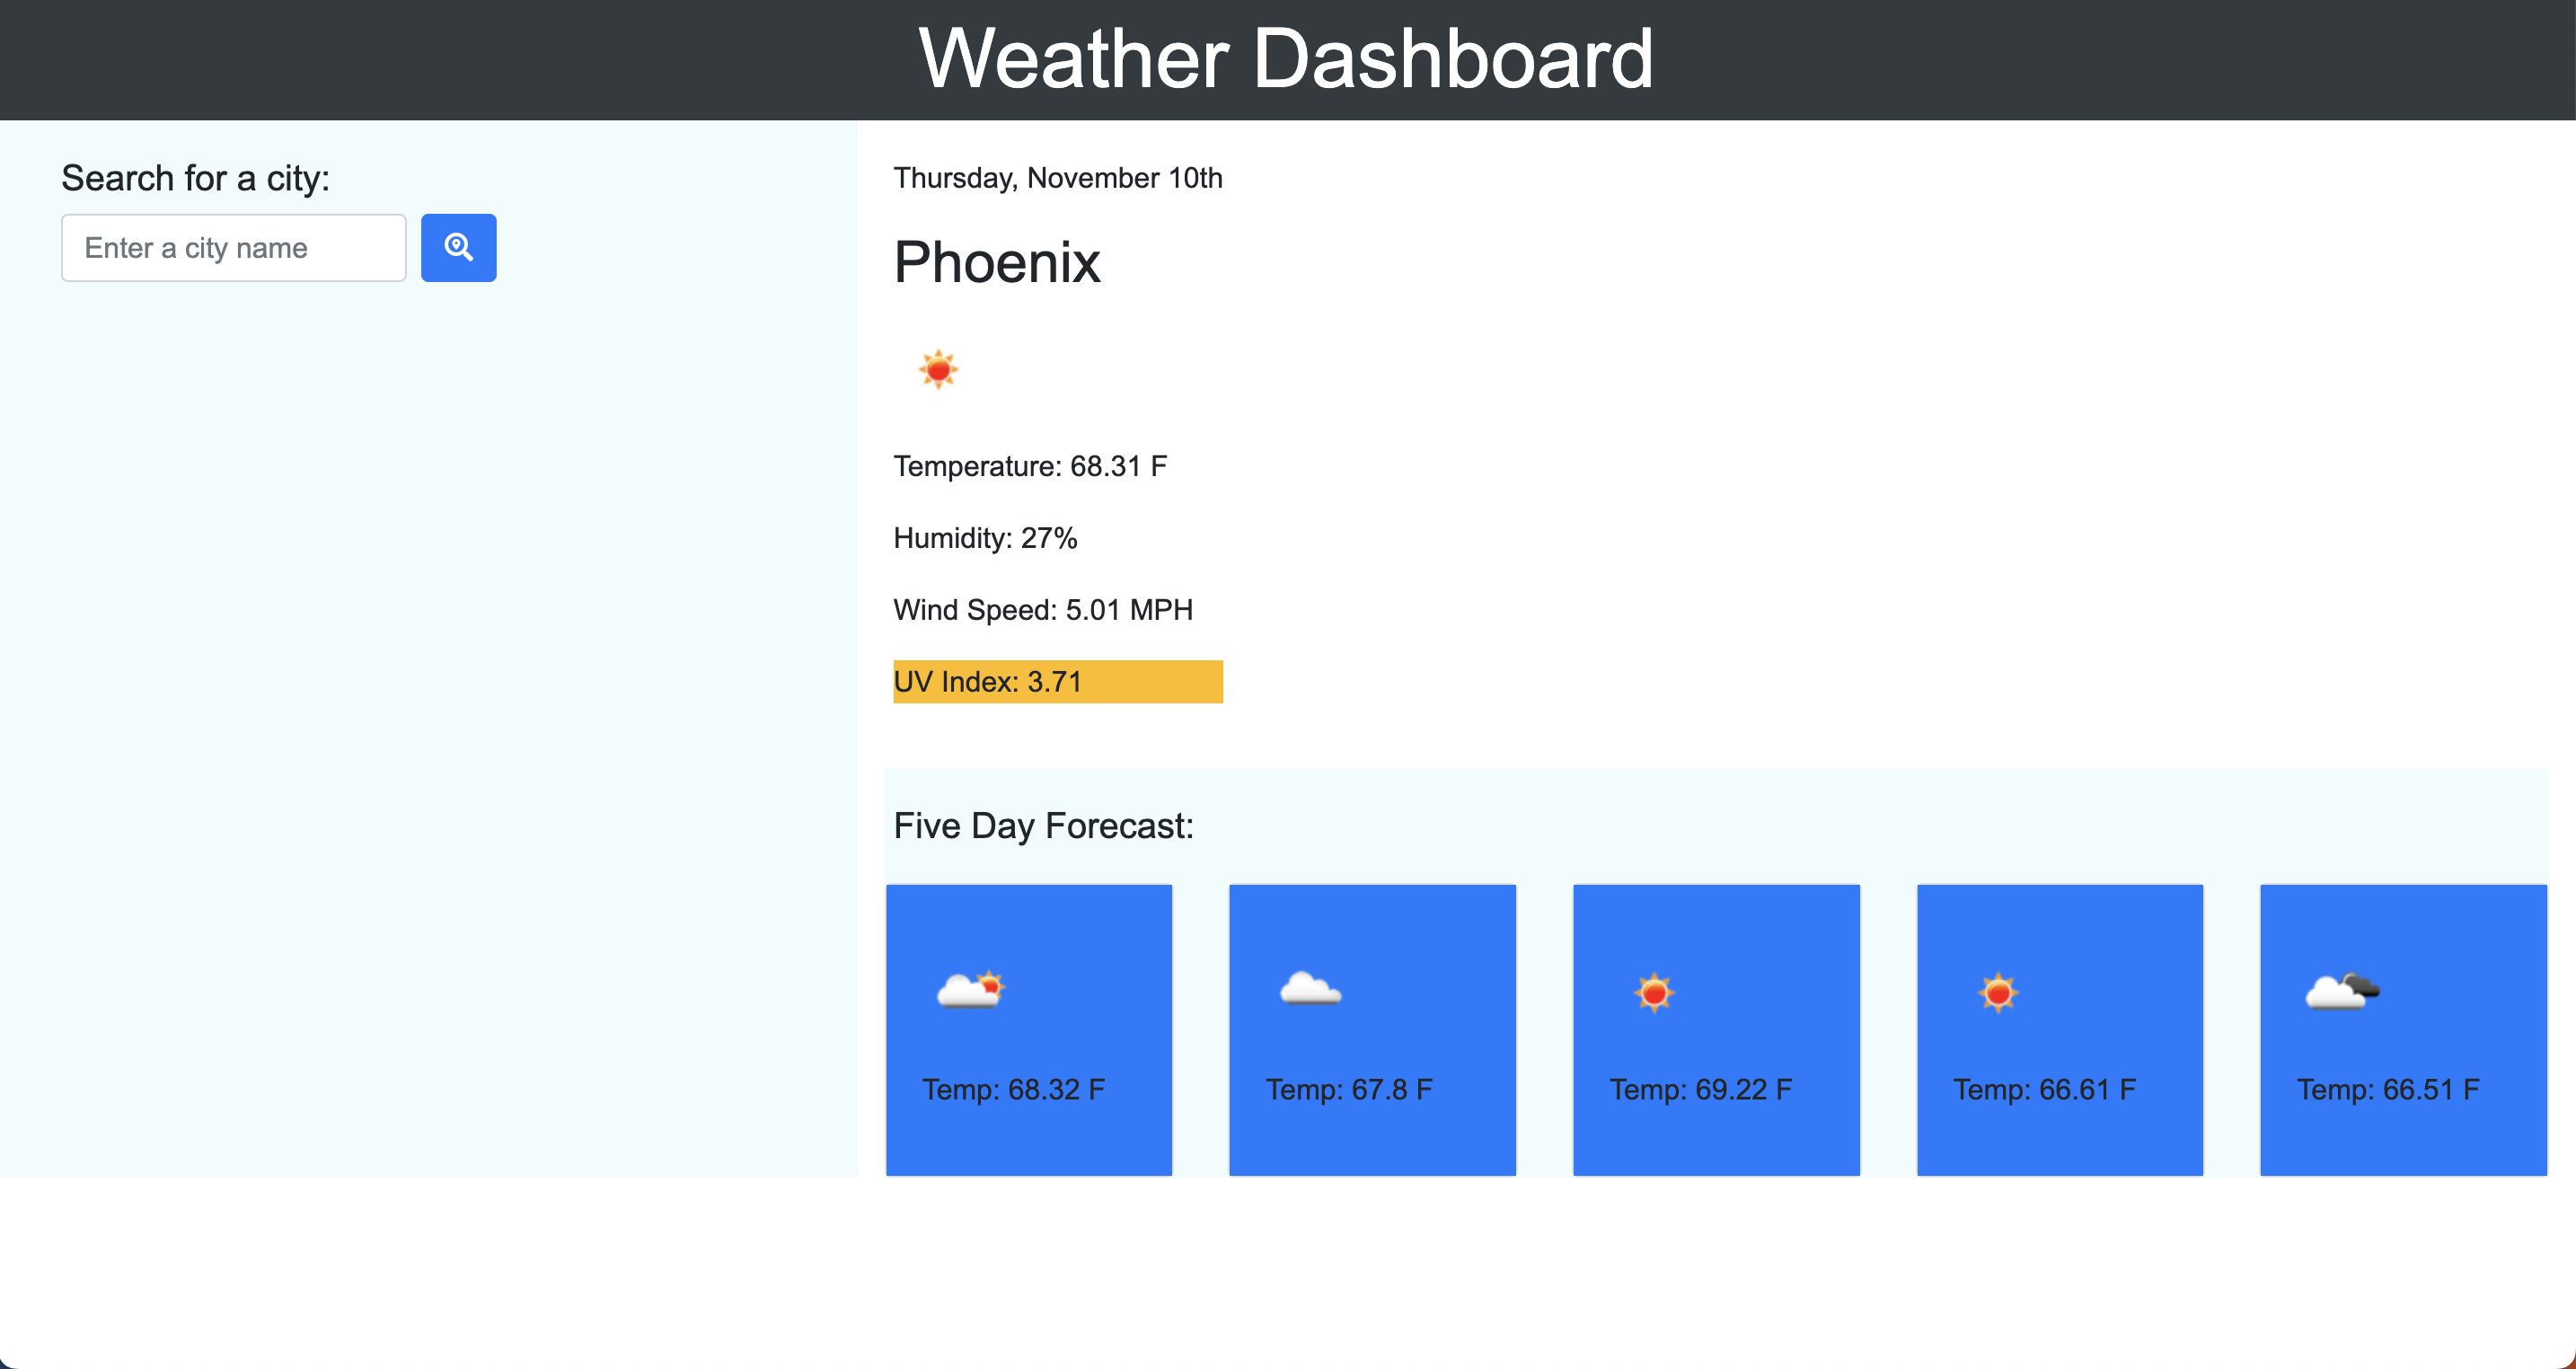 Weather Dashboard
Search for a city:
Enter a city name
Thursday, November 10th
Phoenix
Temperature: 68.31 F
Humidity: 27%
Wind Speed: 5.01 MPH
UV Index: 3.71
Five Day Forecast:
Temp: 68.32 F
Temp: 67.8 F
Temp: 69.22 F
Temp: 66.61 F
Temp: 66.51 F